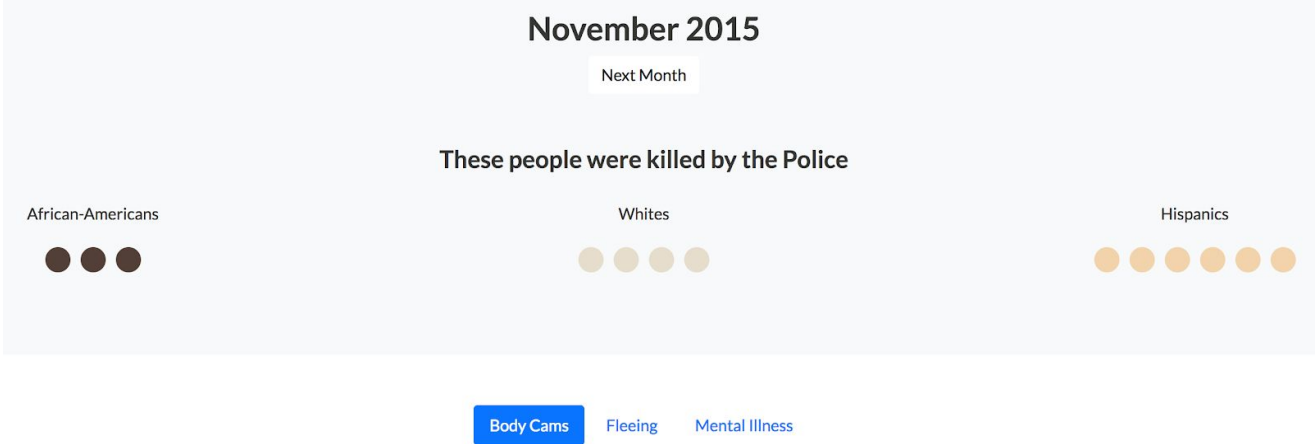 November 2015
Next Month
These people were killed by the Police
African-Americans Whites Hispanics
Body Cams Fleeing Mental Illness